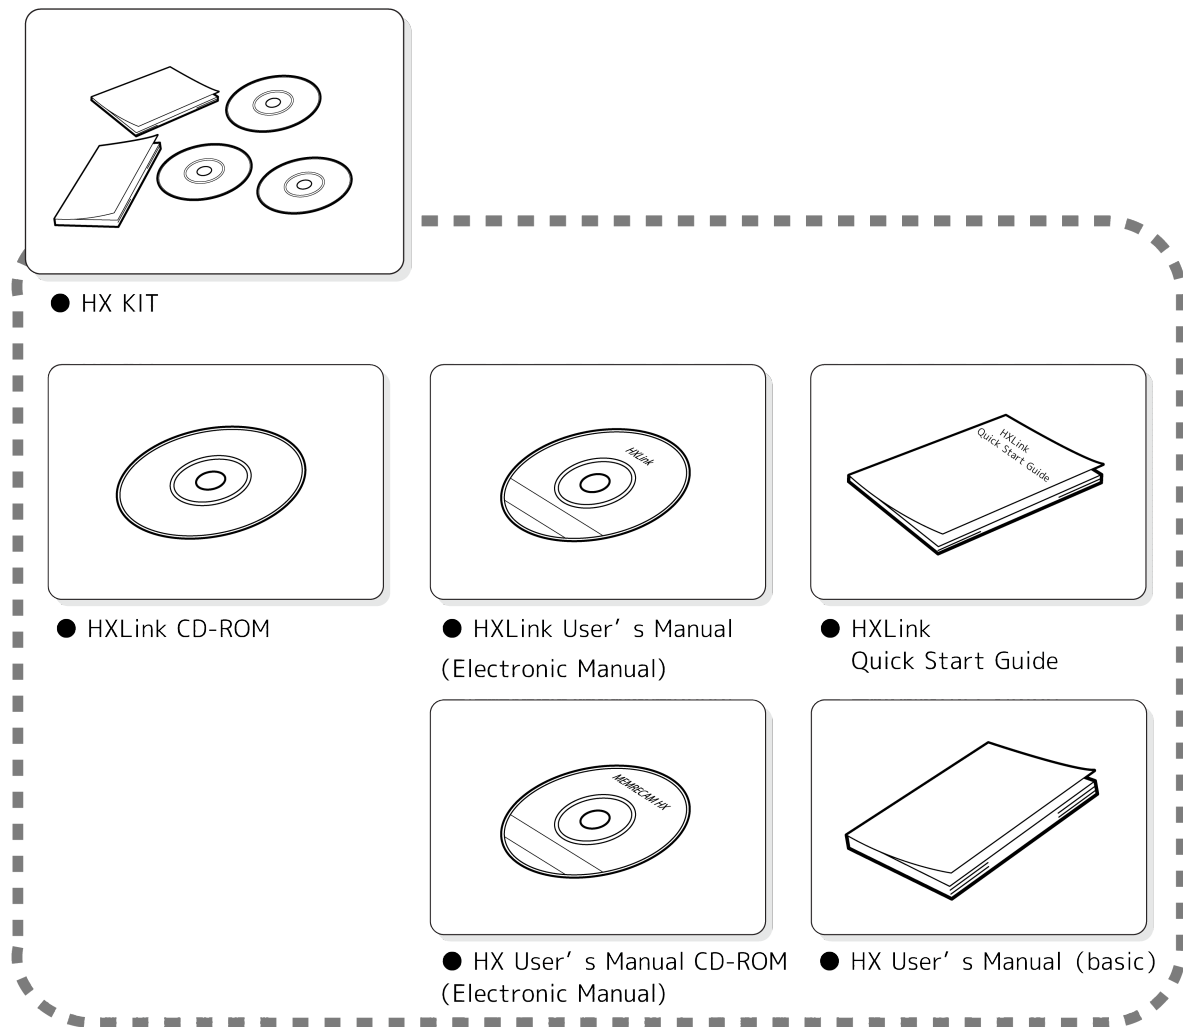 ● HX KIT
HXLink
HXLink
Quick Start Guide
● HXLink CD-ROM
● HXLink User’ s Manual
(Electronic Manual)
● HXLink
Quick Start Guide
MEMRECAM HX
● HX User’ s Manual CD-ROM
(Electronic Manual)
● HX User’ s Manual (basic)